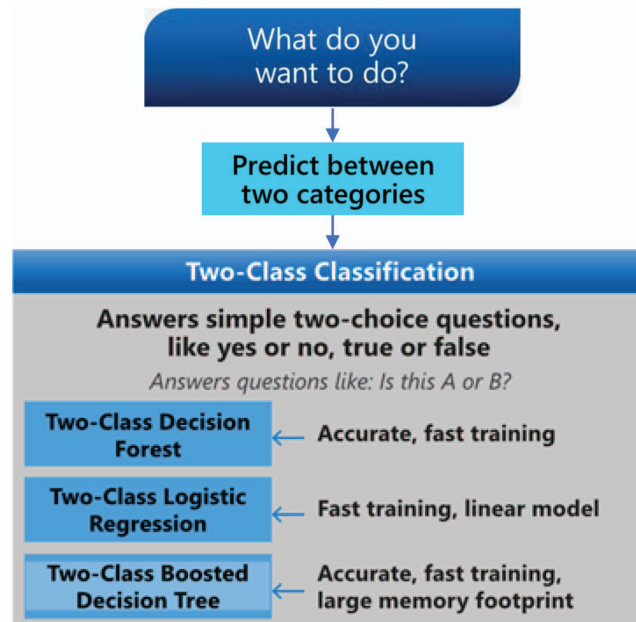 What do you
want to do?
Predict between
two categories
Two-Class Classification
Answers simple two-choice questions,
like yes or no, true or false
Answers questions like: Is this A or B?
Two-Class Decision
Forest
Accurate, fast training
Two-Class Logistic
Regression
Fast training, linear model
Two-Class Boosted
Decision Tree
Accurate, fast training,
large memory footprint